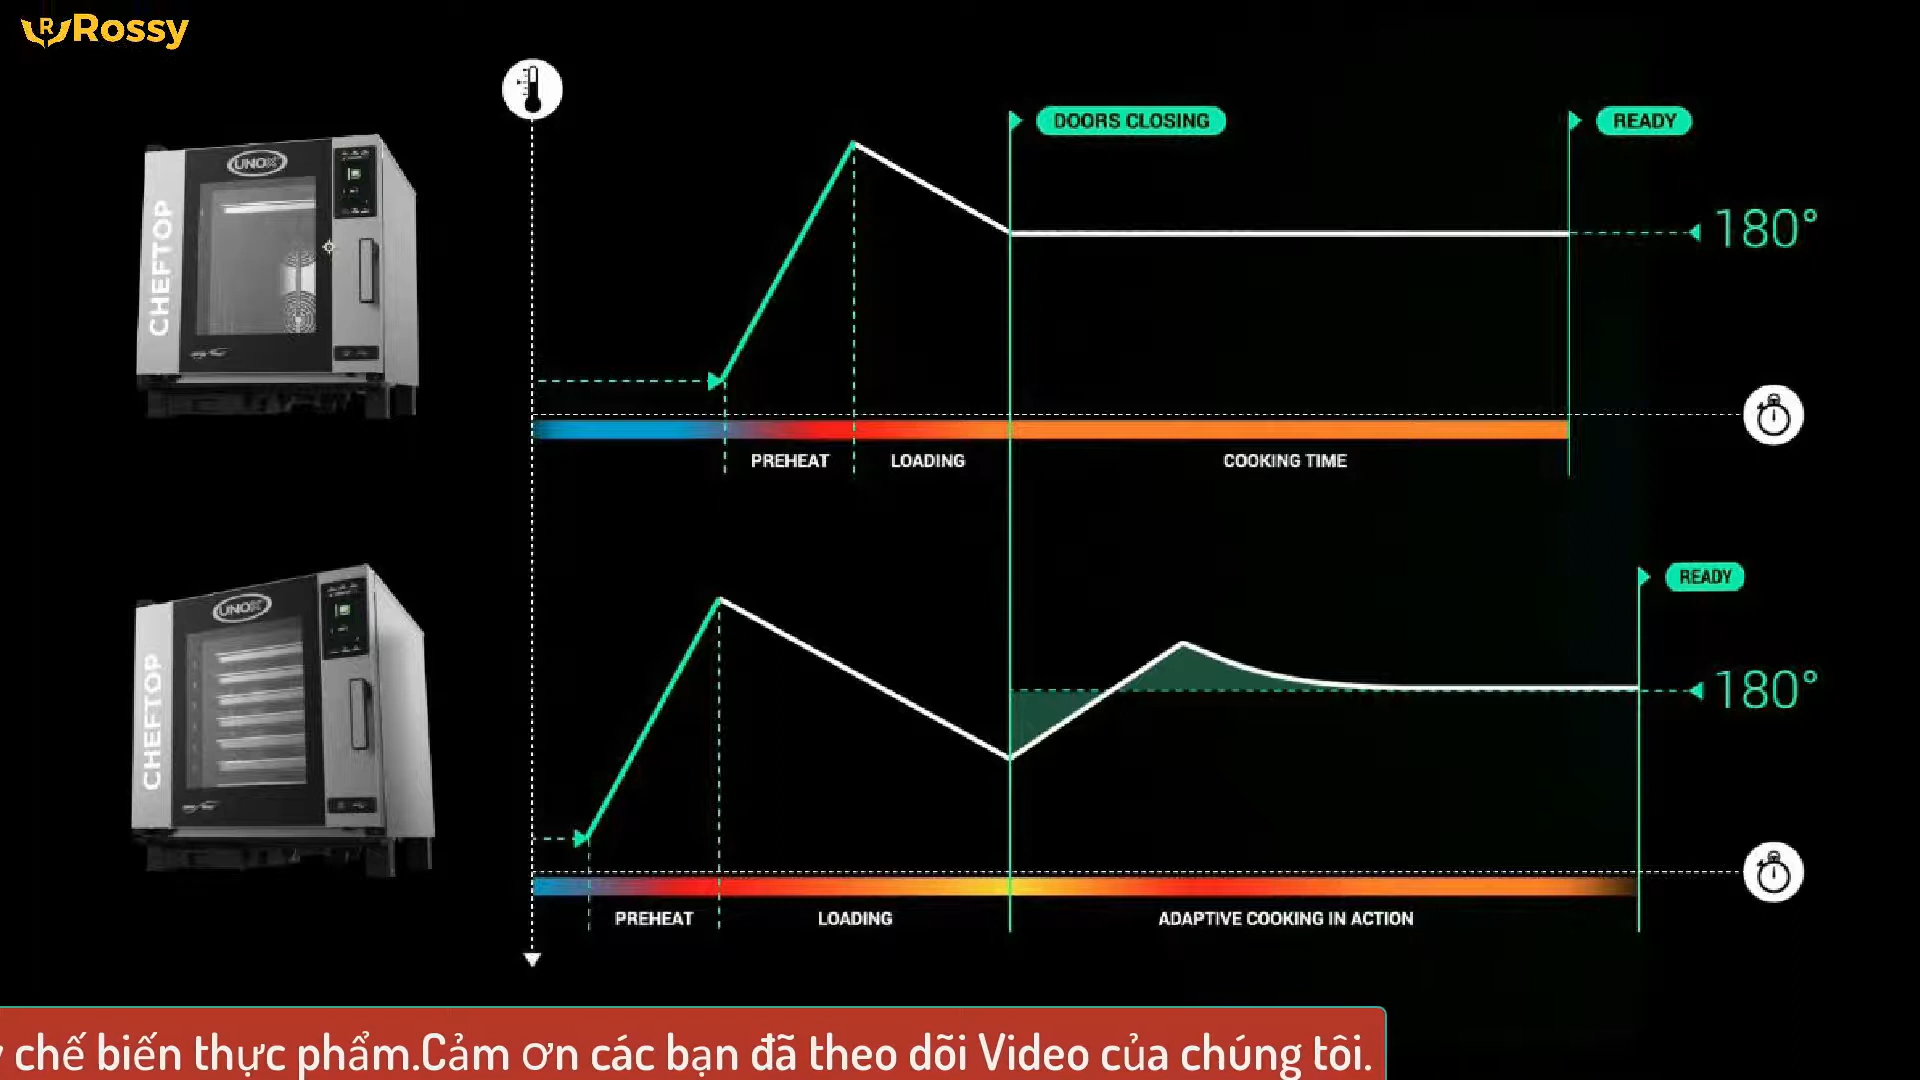 Rossy
DOORS CLOSING
READY
UNOX
CHEFTOP
180°
PREHEAT
LOADING
COOKING TIME
READY
UNOX
CHEFTOP
180°
PREHEAT
LOADING
ADAPTIVE COOKING IN ACTION
chế biến thực phẩm.Cảm ơn các bạn đã theo dõi Video của chúng tôi.